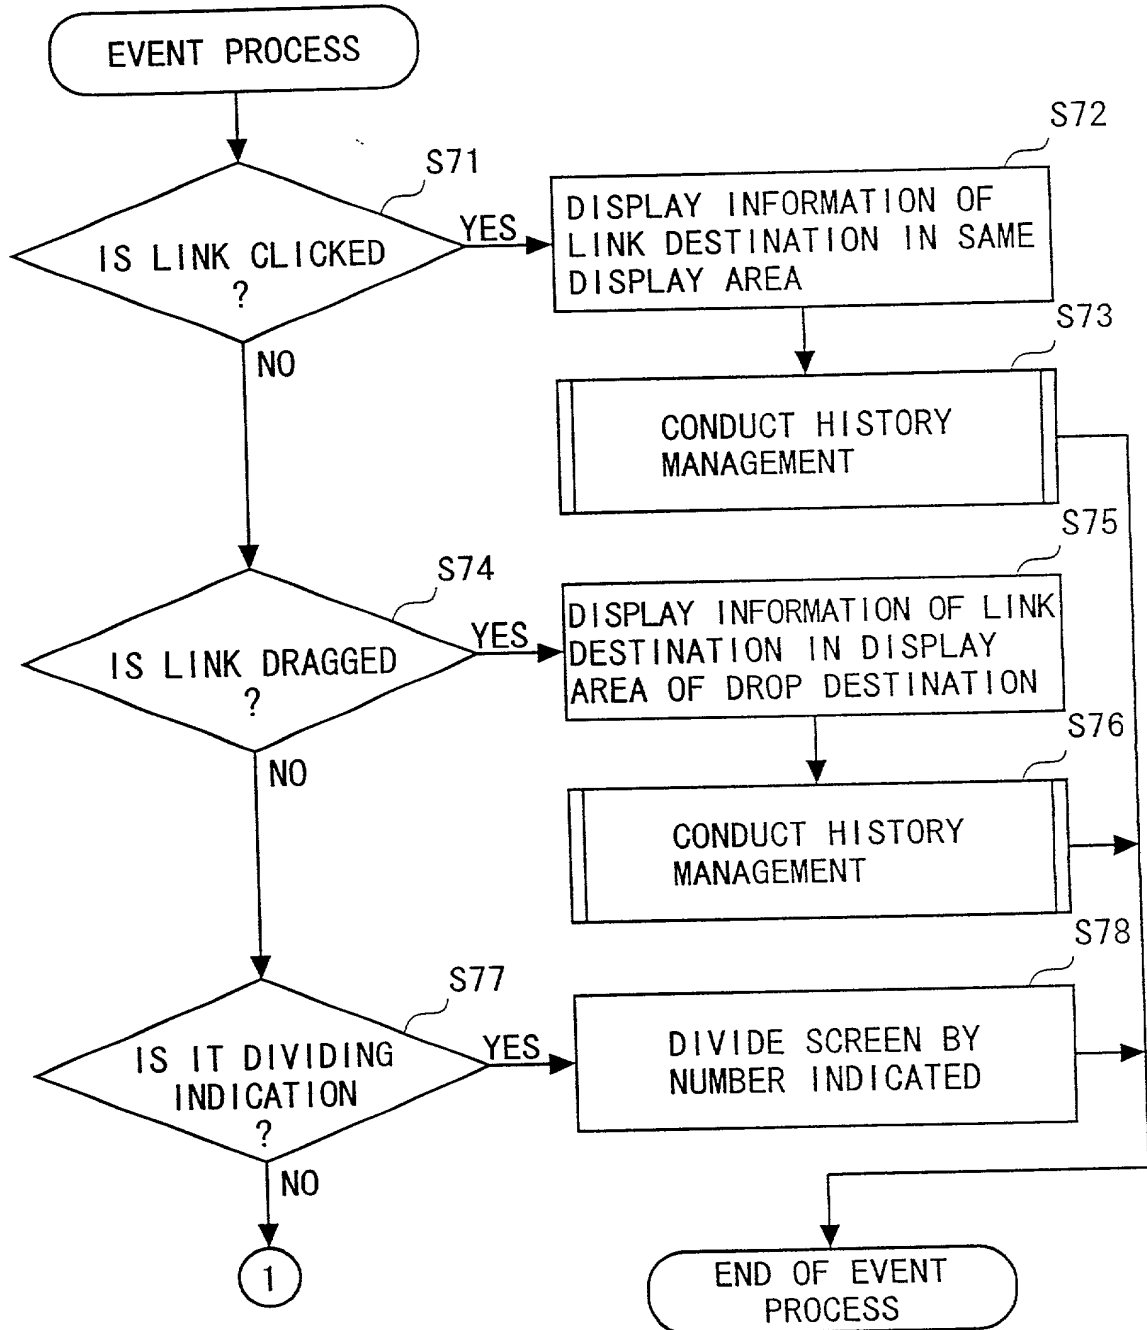 EVENT PROCESS
S71
IS LINK CLICKED
?
YES
NO
S72
DISPLAY INFORMATION OF
LINK DESTINATION IN SAME
DISPLAY AREA
S73
CONDUCT HISTORY
MANAGEMENT
S74
IS LINK DRAGGED
?
YES
NO
S75
DISPLAY INFORMATION OF LINK
DESTINATION IN DISPLAY
AREA OF DROP DESTINATION
S76
CONDUCT HISTORY
MANAGEMENT
S77
IS IT DIVIDING
INDICATION
?
YES
NO
S78
DIVIDE SCREEN BY
NUMBER INDICATED
1
END OF EVENT
PROCESS